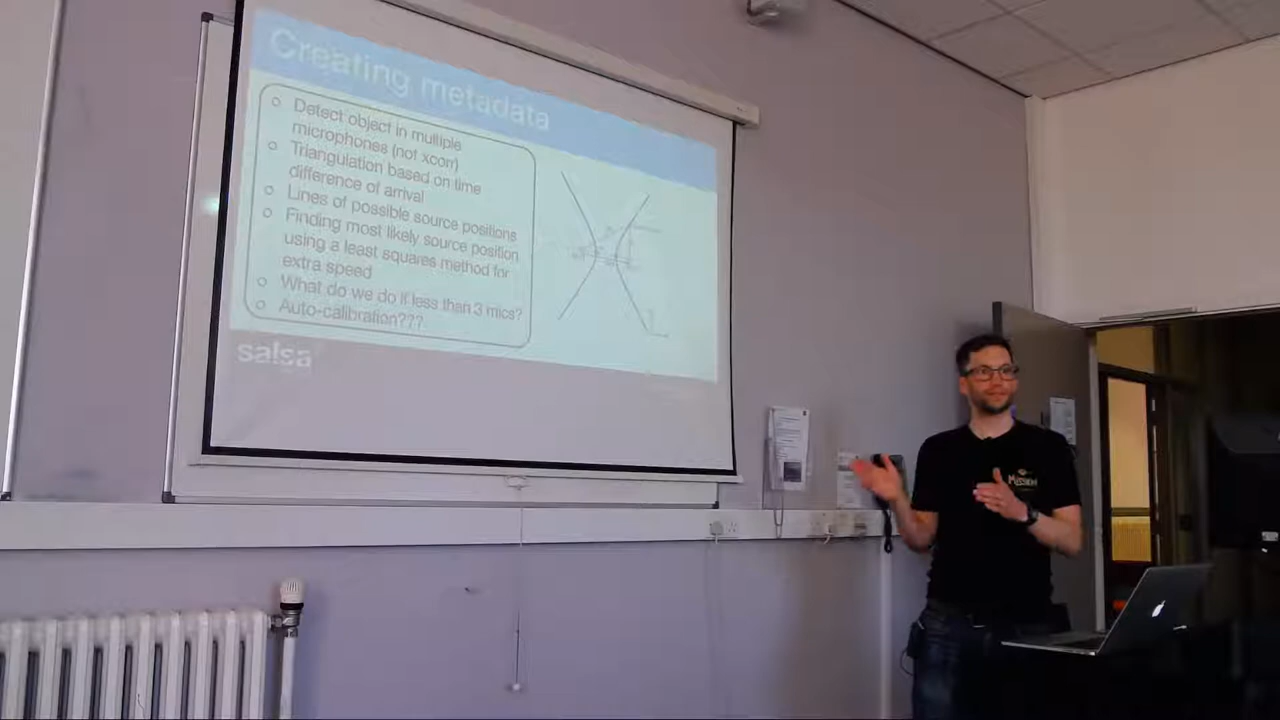 Creating metadata
○ Detect object in multiple
microphones (not xcorr)
○ Triangulation based on time
difference of arrival
○ Lines of possible source positions
○ Finding most likely source position
using a least squares method for
extra speed
○ What do we do if less than 3 mics?
○ Auto-calibration???
salsa